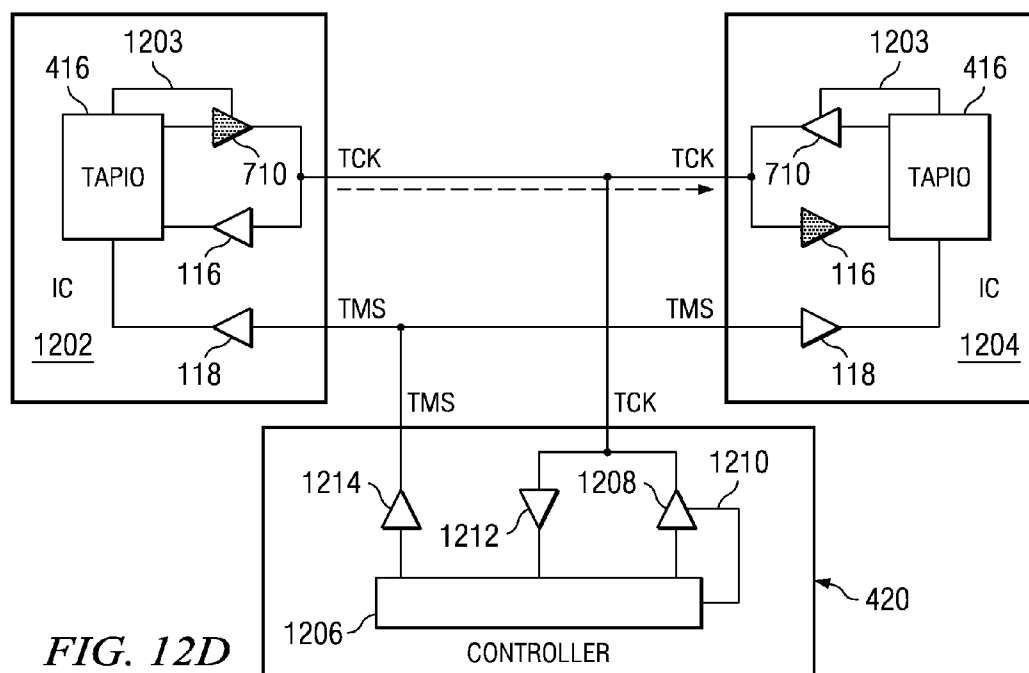 1203
416
TAPIO
710
116
IC
1202
118
TCK
TCK
TMS
TMS
1203
416
710
TAPIO
116
IC
1204
118
TMS
TCK
1214
1212
1208
1210
1206
CONTROLLER
420
FIG. 12D